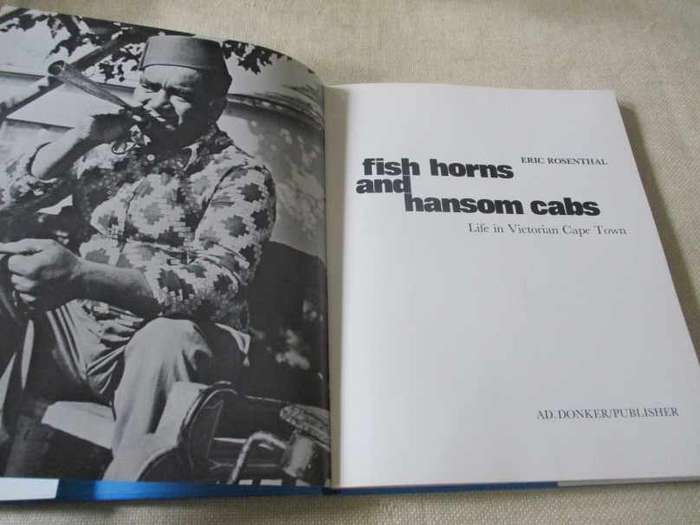 ERIC ROSENTHAL
fish horns
and
hansom cabs
Life in Victorian Cape Town
AD. DONKER/PUBLISHER